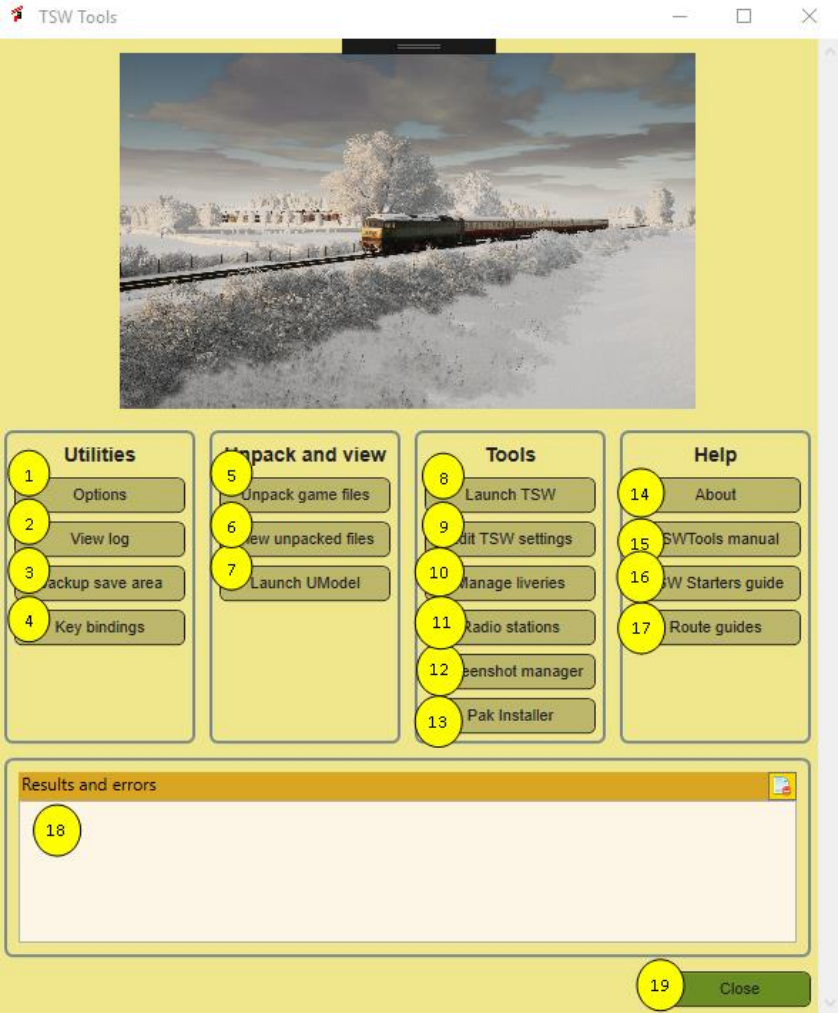 TSW Tools
Utilities
1 Options
2 View log
3 ackup save area
4 Key bindings
npack and view
5 Unpack game files
6 ew unpacked files
7 Launch UModel
Tools
8 Launch TSW
9 dit TSW settings
10 Manage liveries
11 Radio stations
12 eenshot manager
13 Pak Installer
Help
14 About
15 SWTools manual
16 W Starters guide
17 Route guides
Results and errors
18
19 Close